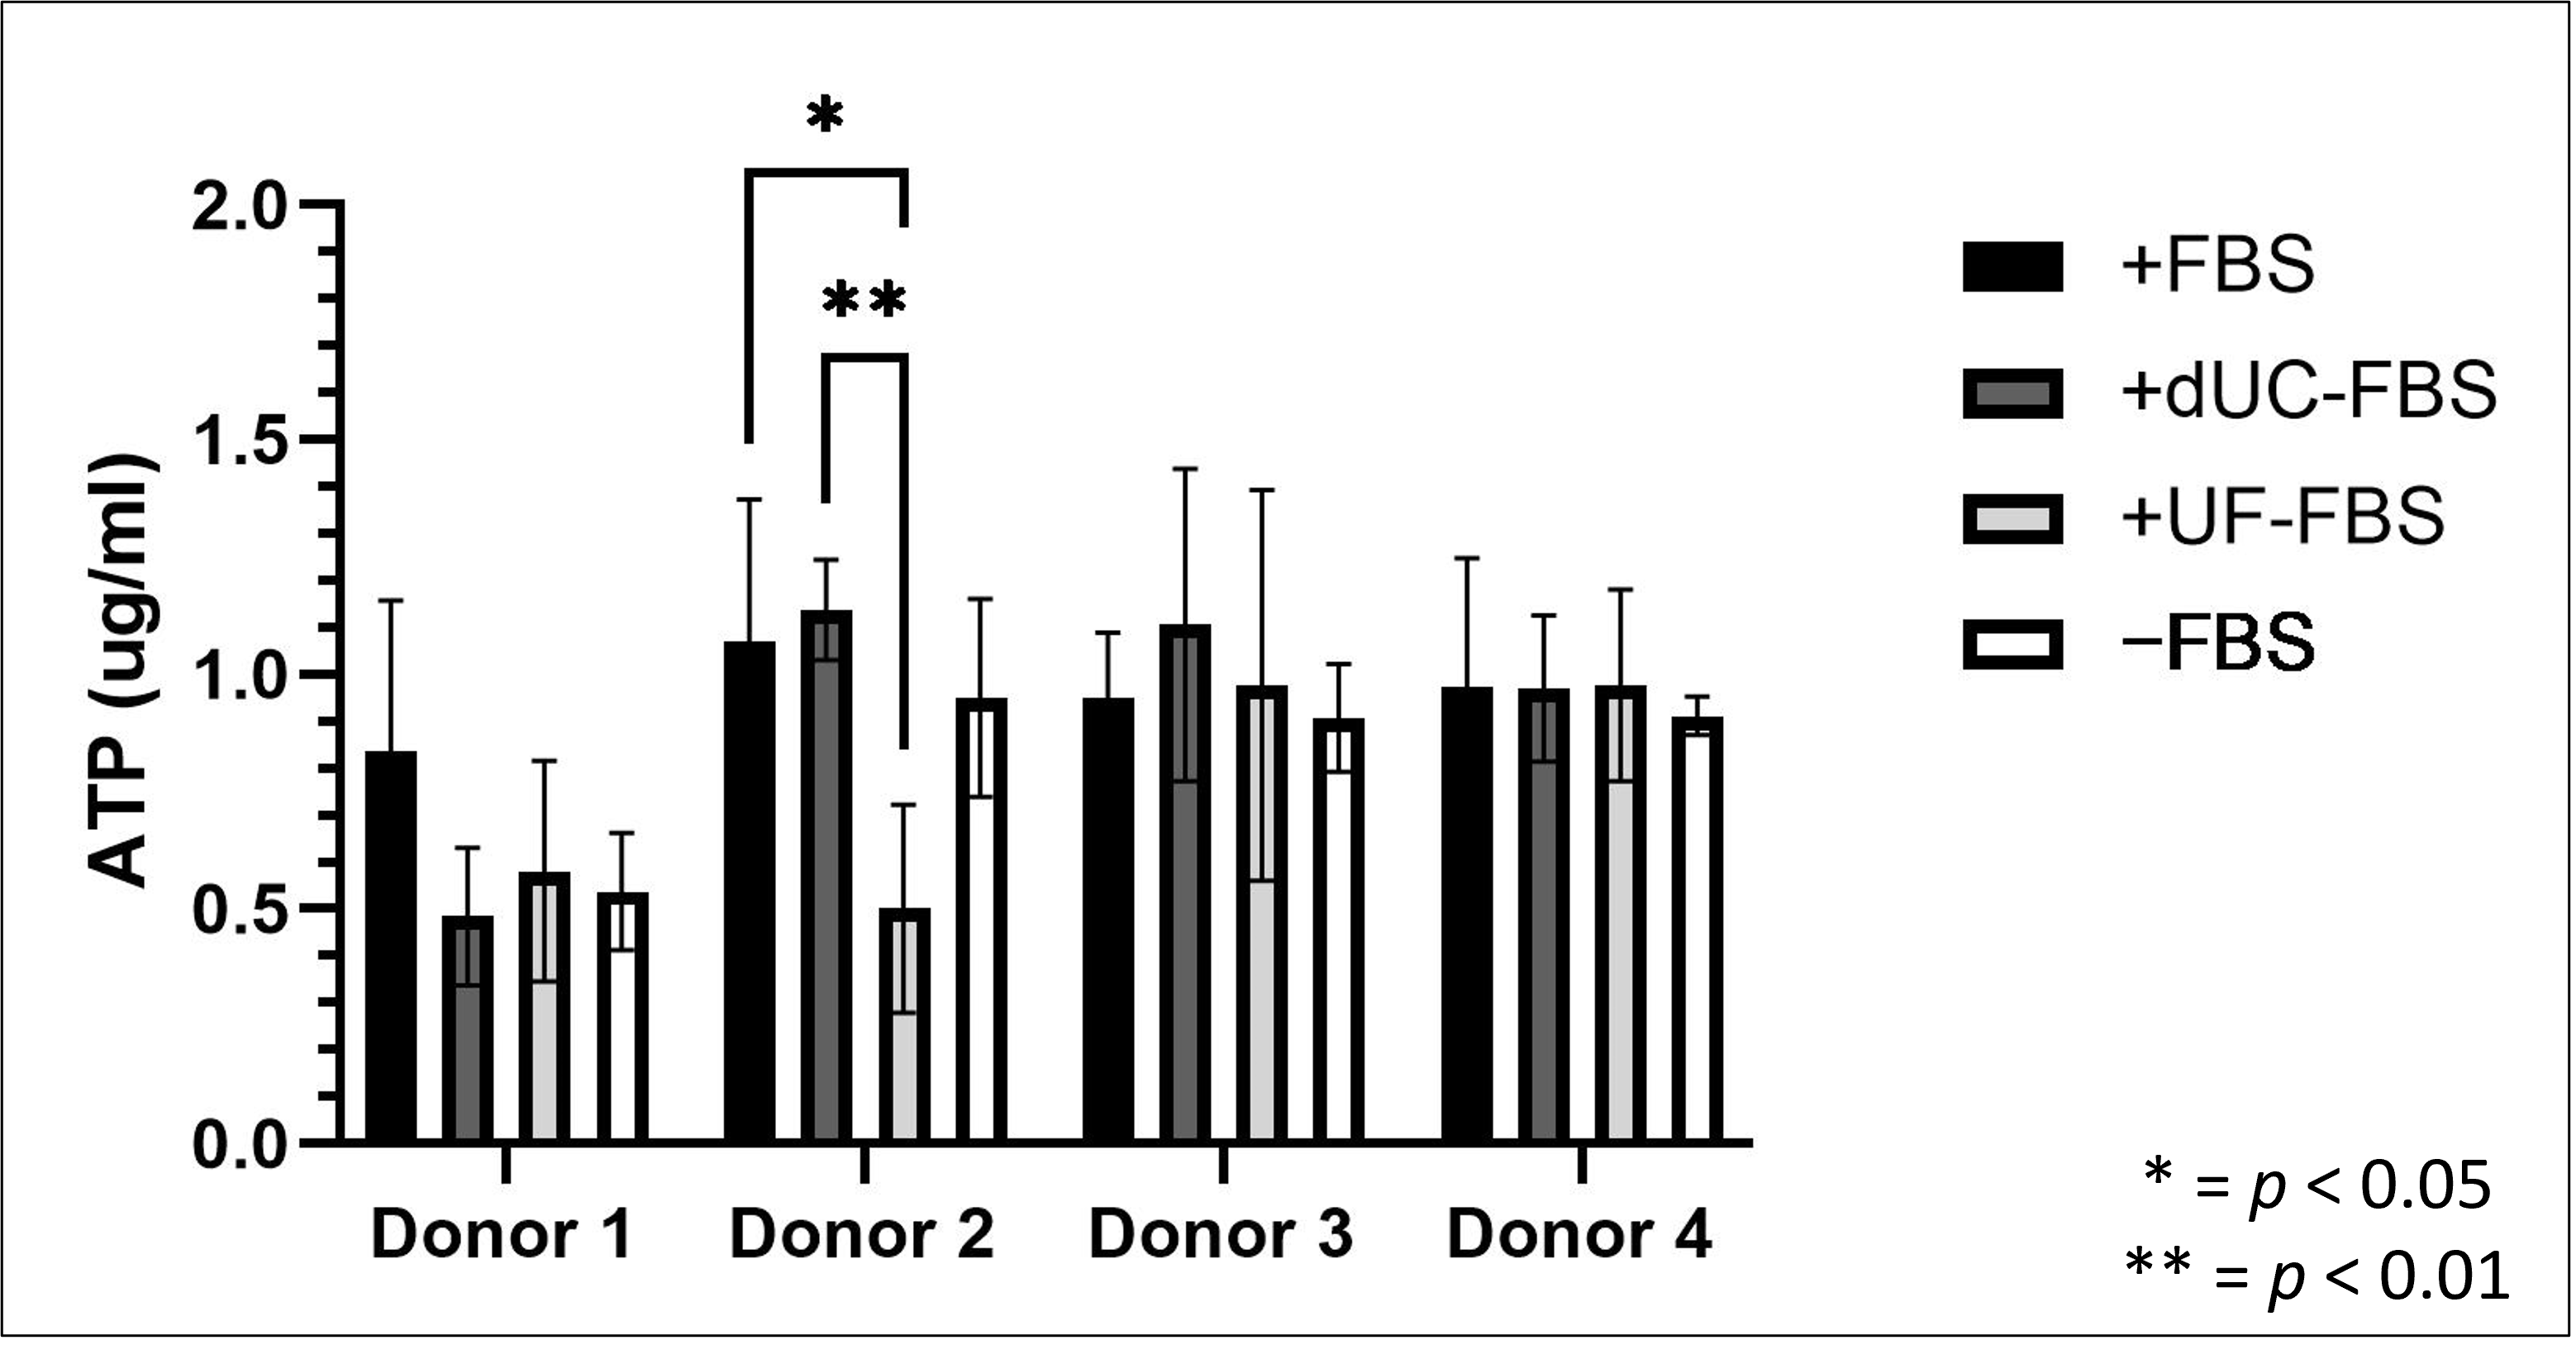 *
**
2.0
1.5
1.0
0.5
0.0
ATP (ug/ml)
Donor 1 Donor 2 Donor 3 Donor 4
+FBS
+dUC-FBS
+UF-FBS
−FBS
* = p < 0.05
** = p < 0.01